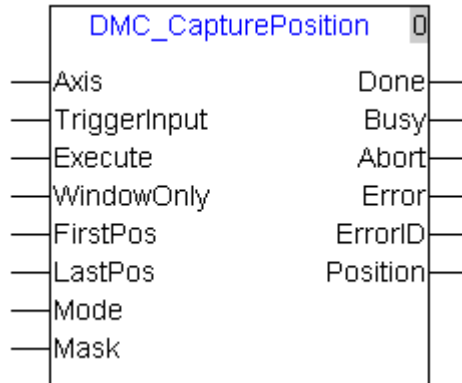 DMC_CapturePosition 0
Axis Done
TriggerInput Busy
Execute Abort
WindowOnly Error
FirstPos ErrorID
LastPos Position
Mode
Mask